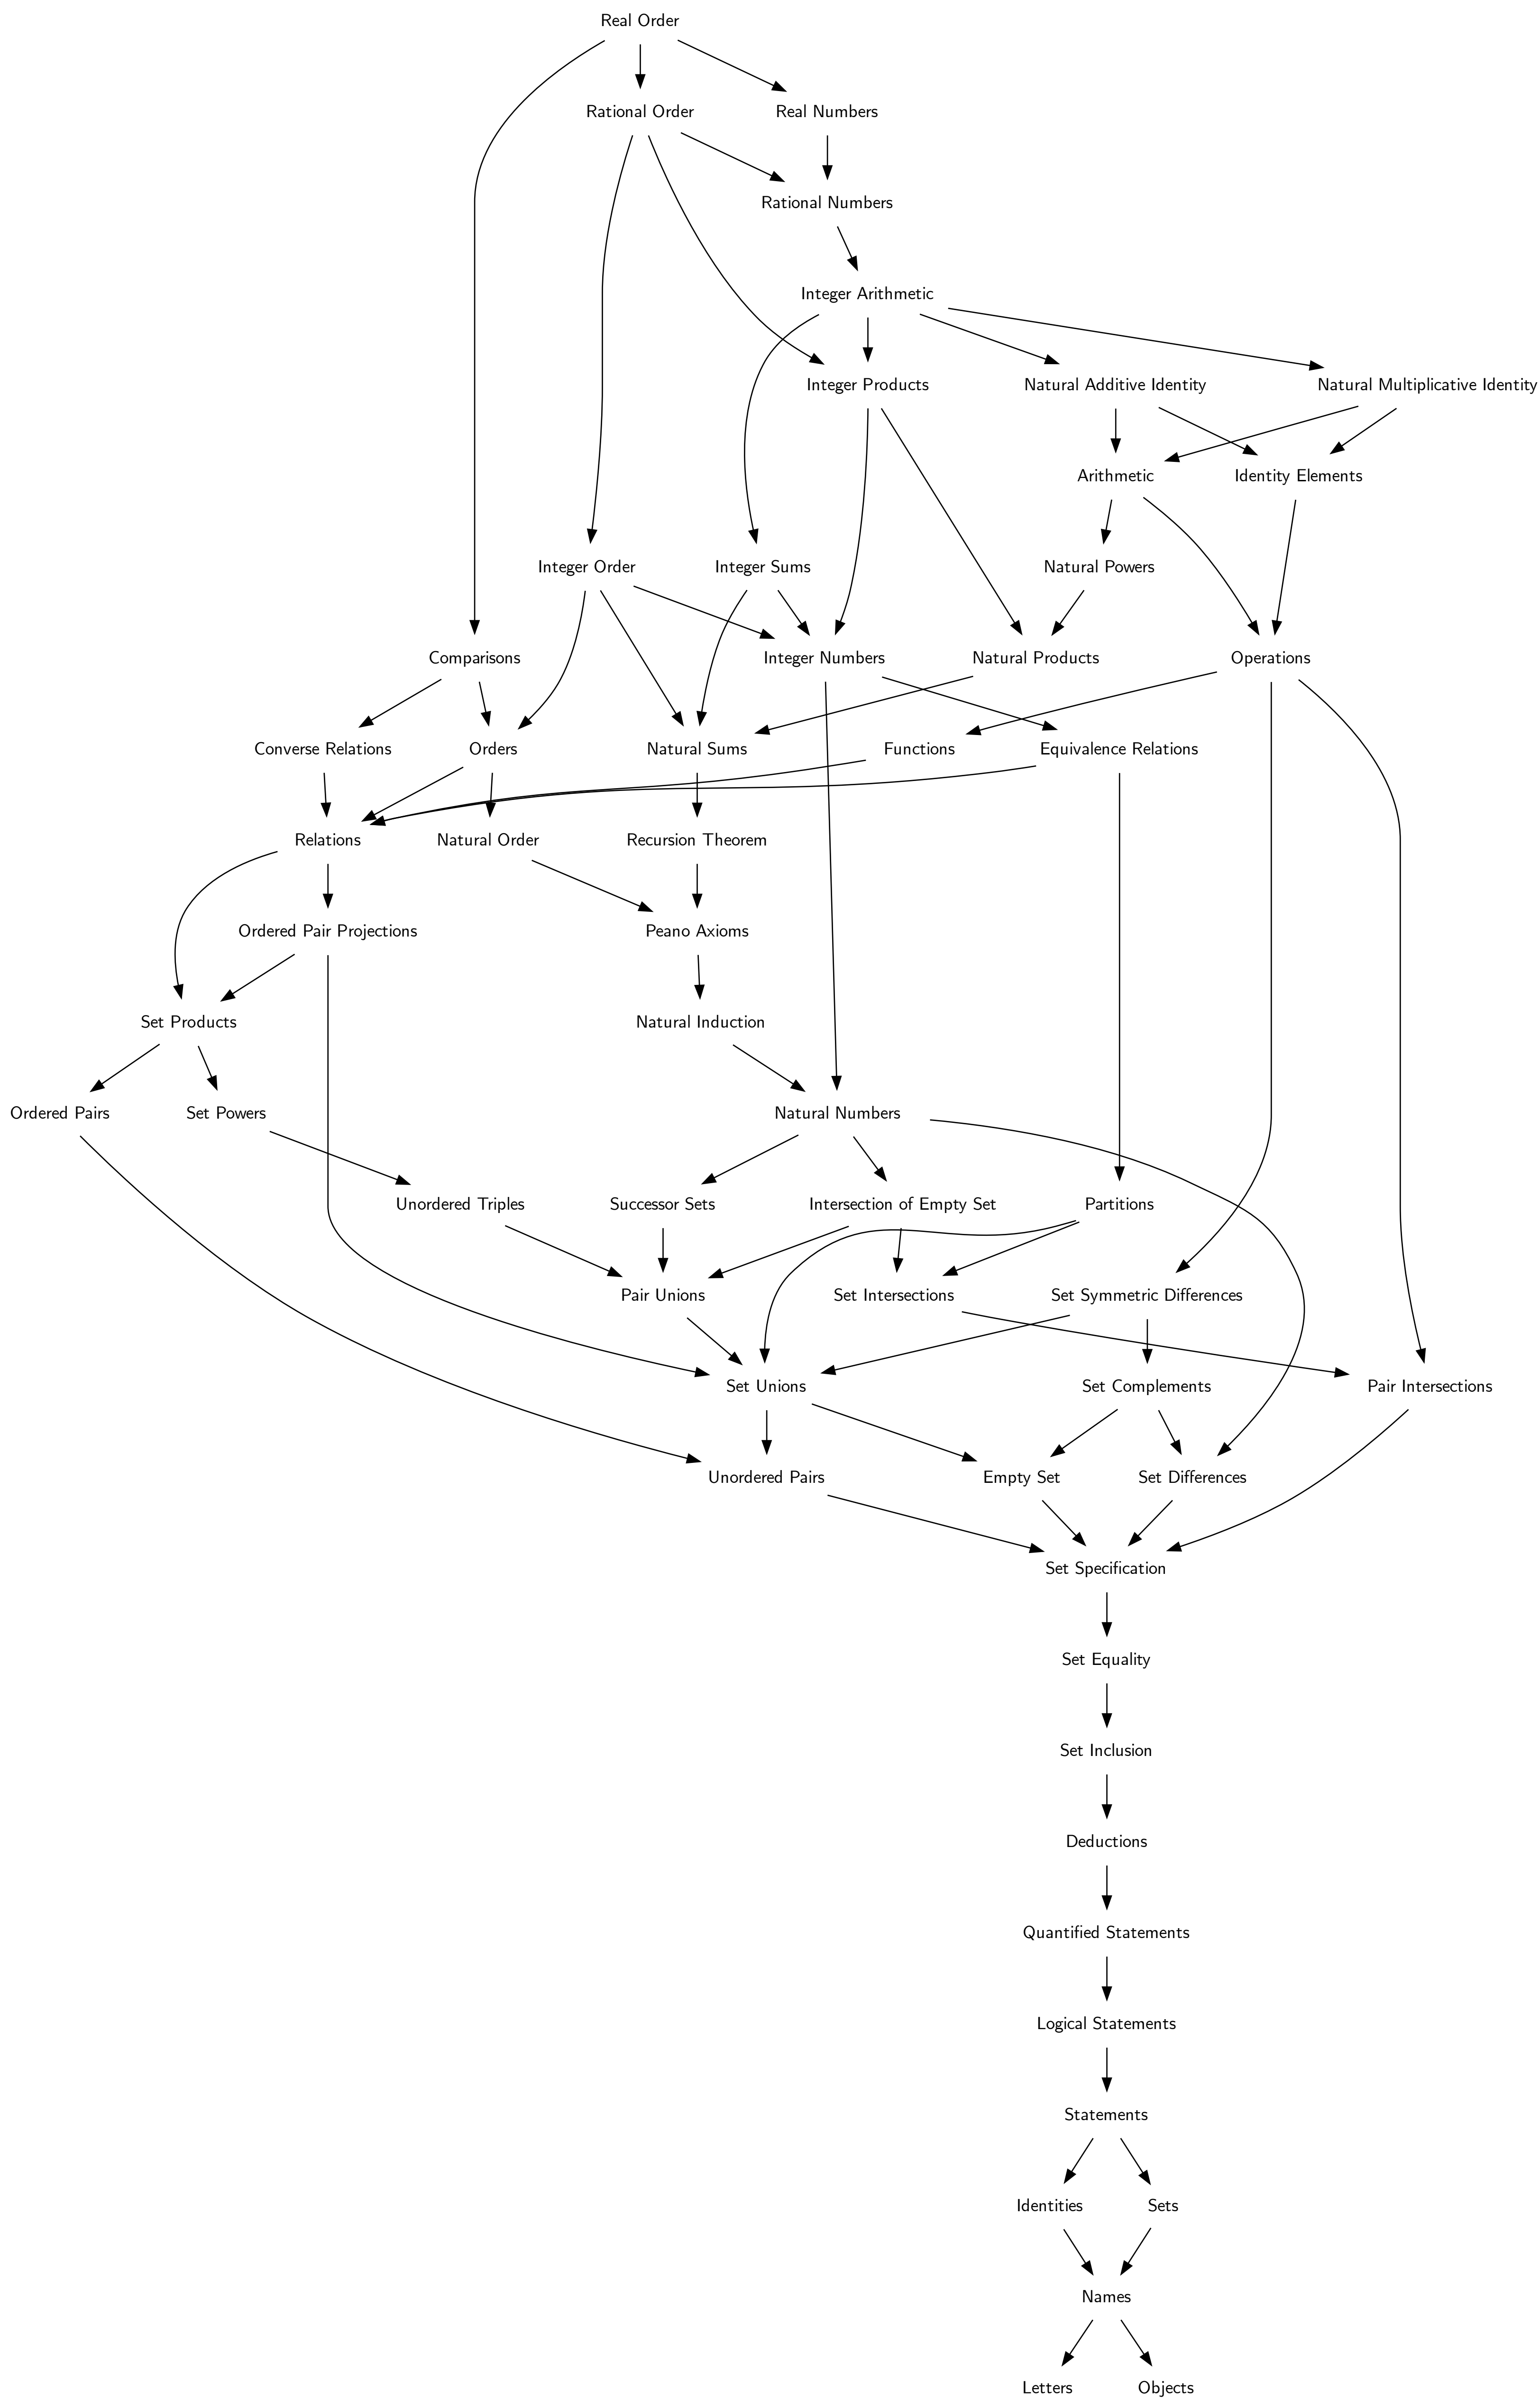 Real Order
Rational Order
Real Numbers
Rational Numbers
Integer Arithmetic
Integer Products
Natural Additive Identity
Natural Multiplicative Identity
Arithmetic
Identity Elements
Integer Order
Integer Sums
Natural Powers
Comparisons
Integer Numbers
Natural Products
Operations
Converse Relations
Orders
Natural Sums
Functions
Equivalence Relations
Relations
Natural Order
Recursion Theorem
Ordered Pair Projections
Peano Axioms
Set Products
Natural Induction
Ordered Pairs
Set Powers
Natural Numbers
Unordered Triples
Successor Sets
Intersection of Empty Set
Partitions
Pair Unions
Set Intersections
Set Symmetric Differences
Set Unions
Set Complements
Pair Intersections
Unordered Pairs
Empty Set
Set Differences
Set Specification
Set Equality
Set Inclusion
Deductions
Quantified Statements
Logical Statements
Statements
Identities
Sets
Names
Letters
Objects